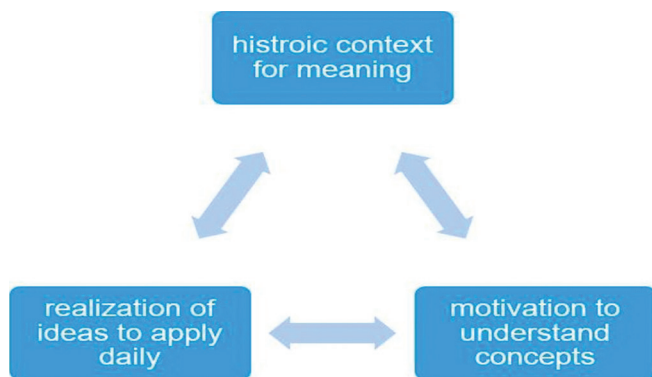 histroic context
for meaning
realization of
ideas to apply
daily
motivation to
understand
concepts